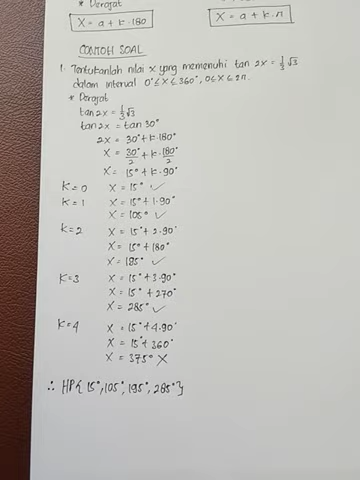 * Derajat
X = a + k . 180
X = a + k . π
CONTOH SOAL
1. Tentukanlah nilai x yang memenuhi tan 2x = 1/3 √3
dalam interval 0° ≤ x ≤ 360°, 0 ≤ x ≤ 2π.
* Derajat
tan 2x = 1/3 √3
tan 2x = tan 30°
2x = 30° + k . 180°
x = 30°/2 + k . 180°/2
x = 15° + k . 90°
k = 0 x = 15° ✓
k = 1 x = 15° + 1 . 90°
x = 105° ✓
k = 2 x = 15° + 2 . 90°
x = 15° + 180°
x = 185° ✓
k = 3 x = 15° + 3 . 90°
x = 15° + 270°
x = 285° ✓
k = 4 x = 15° + 4 . 90°
x = 15° + 360°
x = 375° X
∴ HP { 15°, 105°, 195°, 285° }